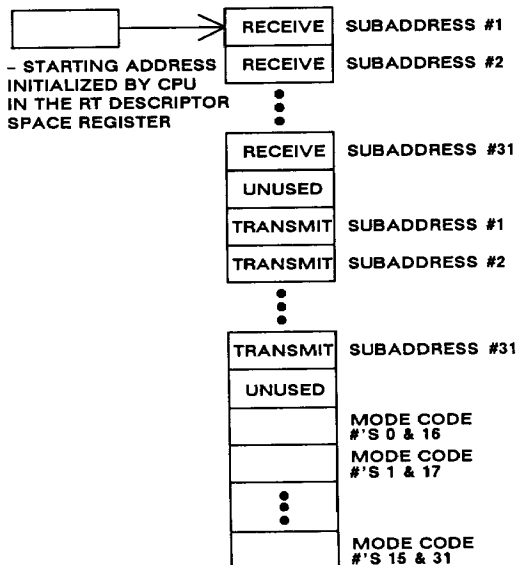 RECEIVE SUBADDRESS #1
– STARTING ADDRESS
INITIALIZED BY CPU
IN THE RT DESCRIPTOR
SPACE REGISTER
RECEIVE SUBADDRESS #2
RECEIVE SUBADDRESS #31
UNUSED
TRANSMIT SUBADDRESS #1
TRANSMIT SUBADDRESS #2
TRANSMIT SUBADDRESS #31
UNUSED
MODE CODE
#'S 0 & 16
MODE CODE
#'S 1 & 17
MODE CODE
#'S 15 & 31